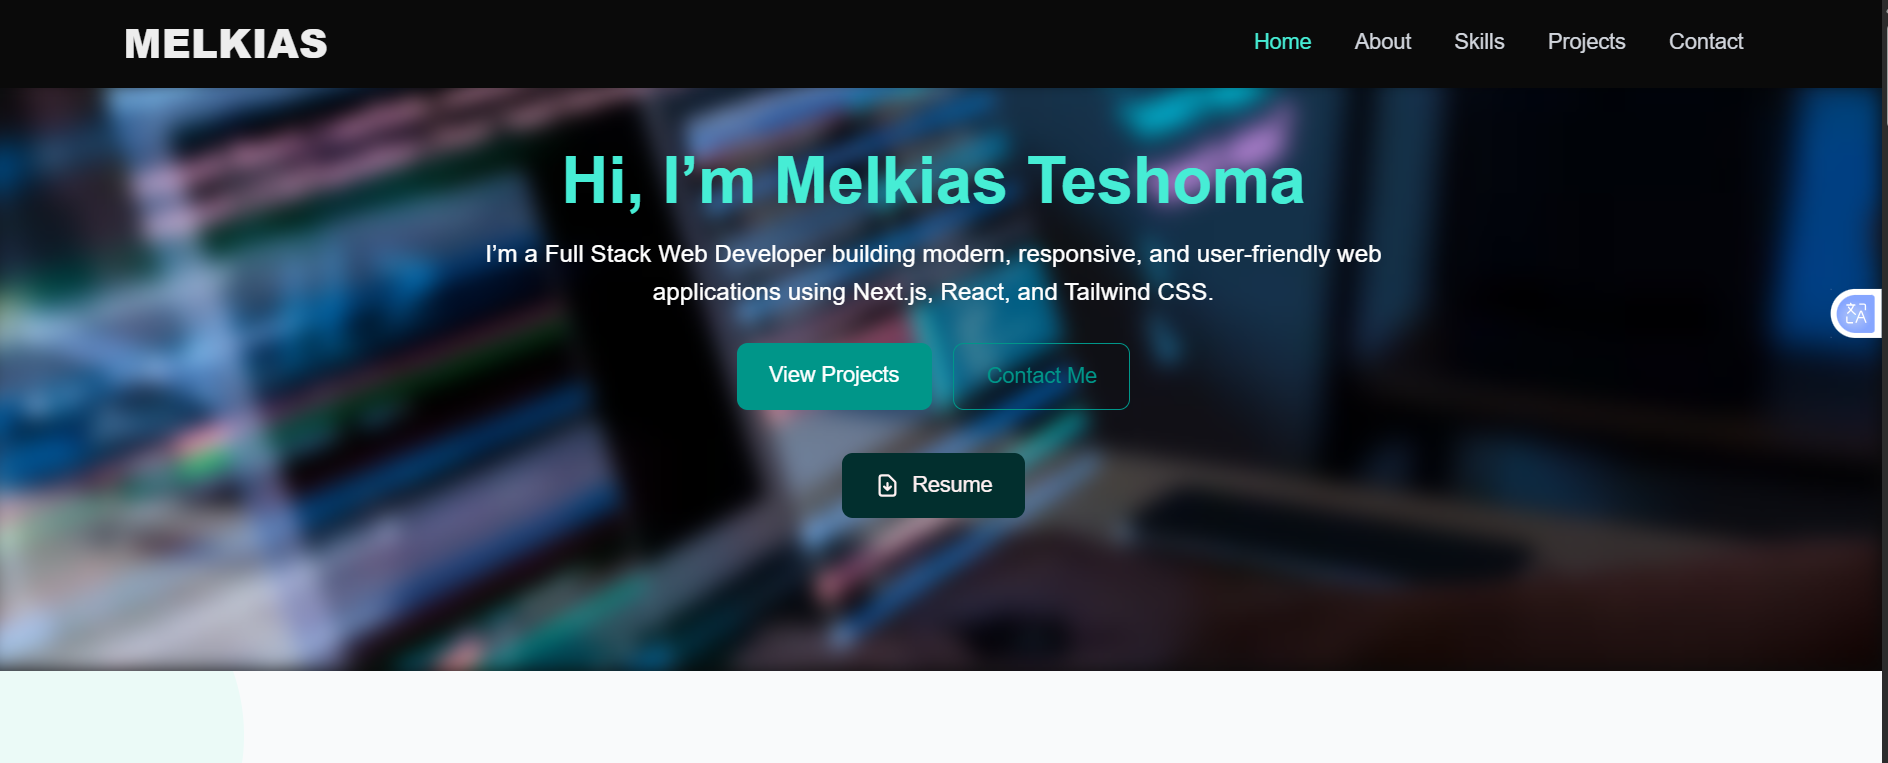 MELKIAS
Home About Skills Projects Contact
Hi, I’m Melkias Teshoma
I’m a Full Stack Web Developer building modern, responsive, and user-friendly web
applications using Next.js, React, and Tailwind CSS.
View Projects
Contact Me
Resume